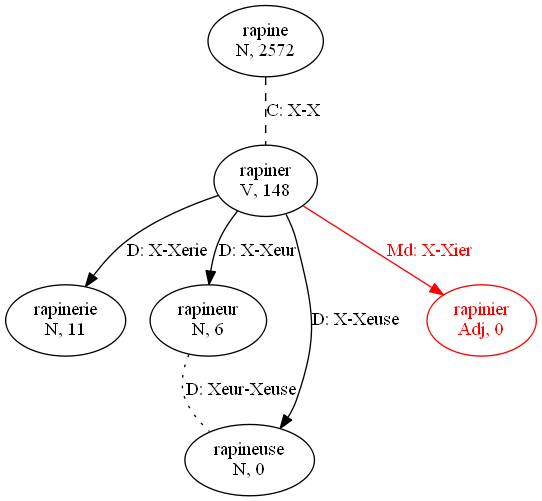 rapine
N, 2572
C: X-X
rapiner
V, 148
D: X-Xerie
D: X-Xeur
Md: X-Xier
rapinerie
N, 11
rapineur
N, 6
D: X-Xeuse
rapinier
Adj, 0
D: Xeur-Xeuse
rapineuse
N, 0